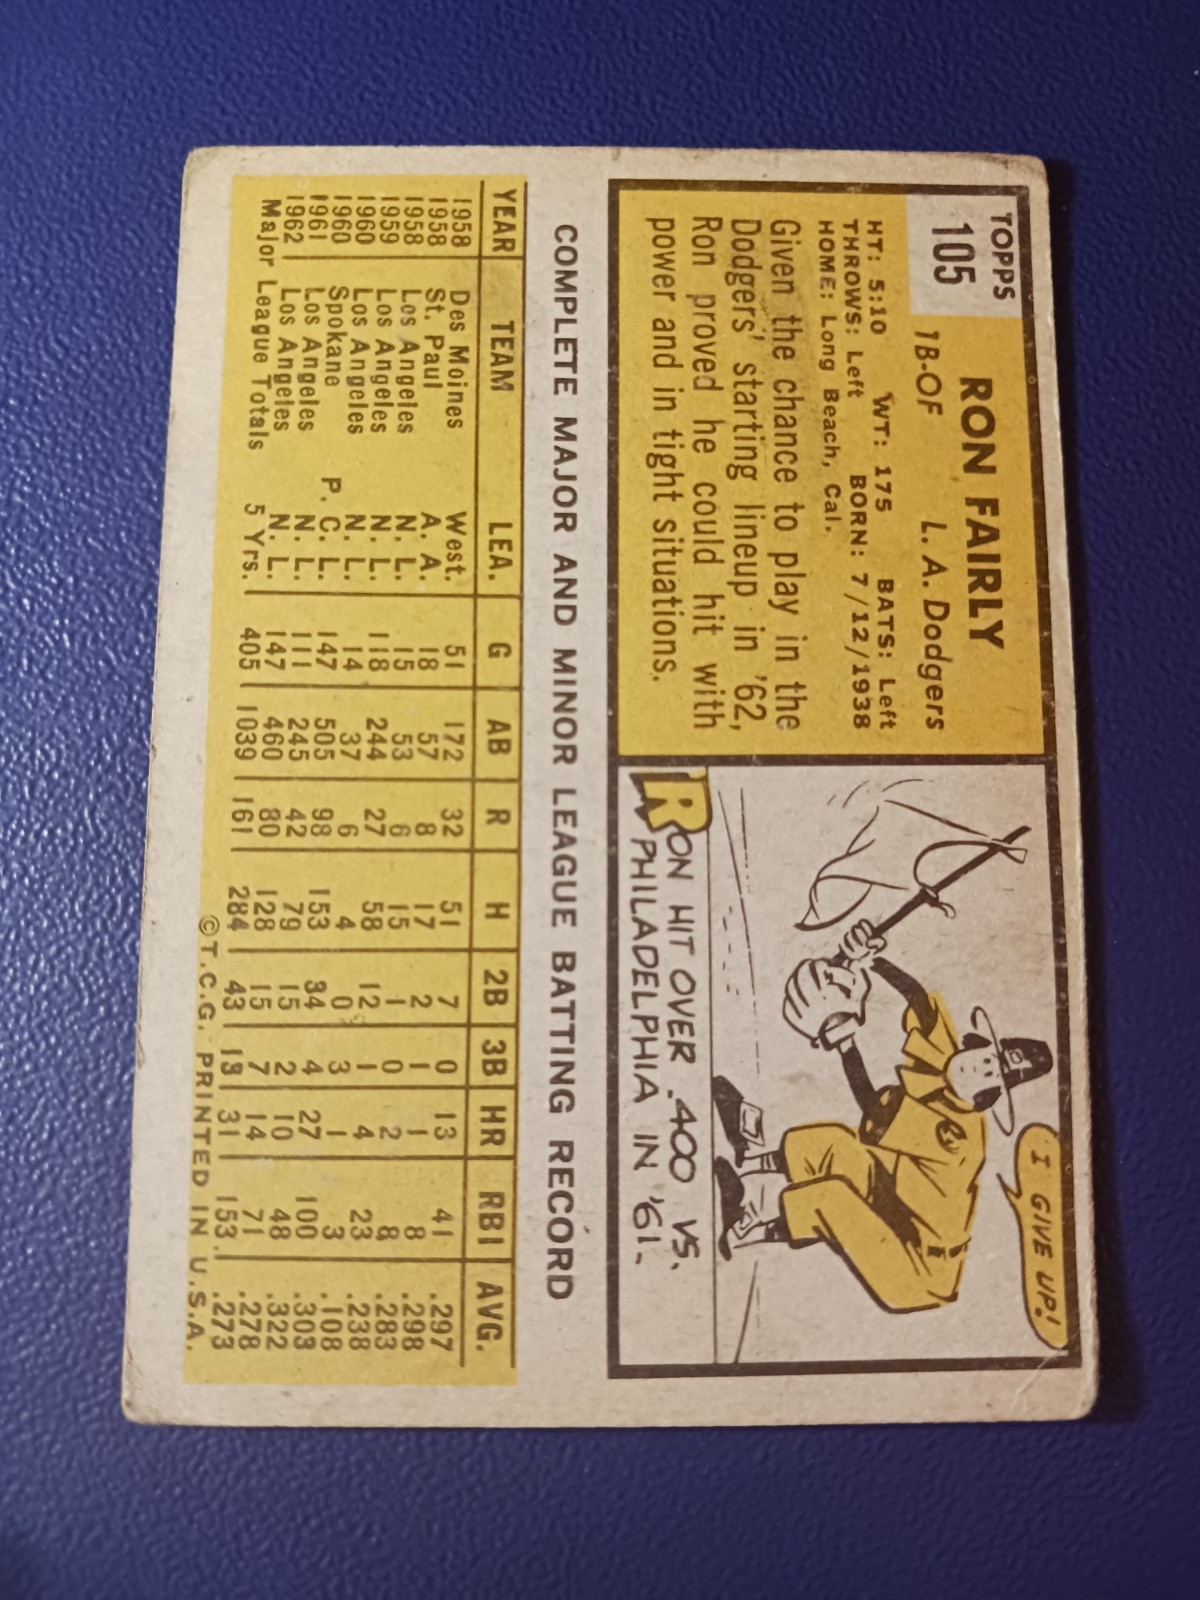 TOPPS
105
RON FAIRLY
1B-OF L. A. Dodgers
HT: 5:10 WT: 175 BATS: Left
THROWS: Left BORN: 7/12/1938
HOME: Long Beach, Cal.
Given the chance to play in the
Dodgers' starting lineup in '62,
Ron proved he could hit with
power and in tight situations.
I GIVE UP!
RON HIT OVER .400 VS.
PHILADELPHIA IN '61.
COMPLETE MAJOR AND MINOR LEAGUE BATTING RECORD
YEAR TEAM LEA. G AB R H 2B 3B HR RBI AVG.
1958 Des Moines West. 51 172 32 51 7 0 13 41 .297
1958 St. Paul A. A. 18 57 8 17 2 1 1 8 .298
1958 Los Angeles N. L. 15 53 6 15 1 0 2 8 .283
1959 Los Angeles N. L. 118 244 27 58 12 1 4 23 .238
1960 Los Angeles N. L. 14 37 6 4 0 3 1 3 .108
1960 Spokane P. C. L. 147 505 98 153 34 4 27 100 .303
1961 Los Angeles N. L. 111 245 42 79 15 2 10 48 .322
1962 Los Angeles N. L. 147 460 80 128 15 7 14 71 .278
Major League Totals 5 Yrs. 405 1039 161 284 43 13 31 153 .273
©T.C.G. PRINTED IN U.S.A.